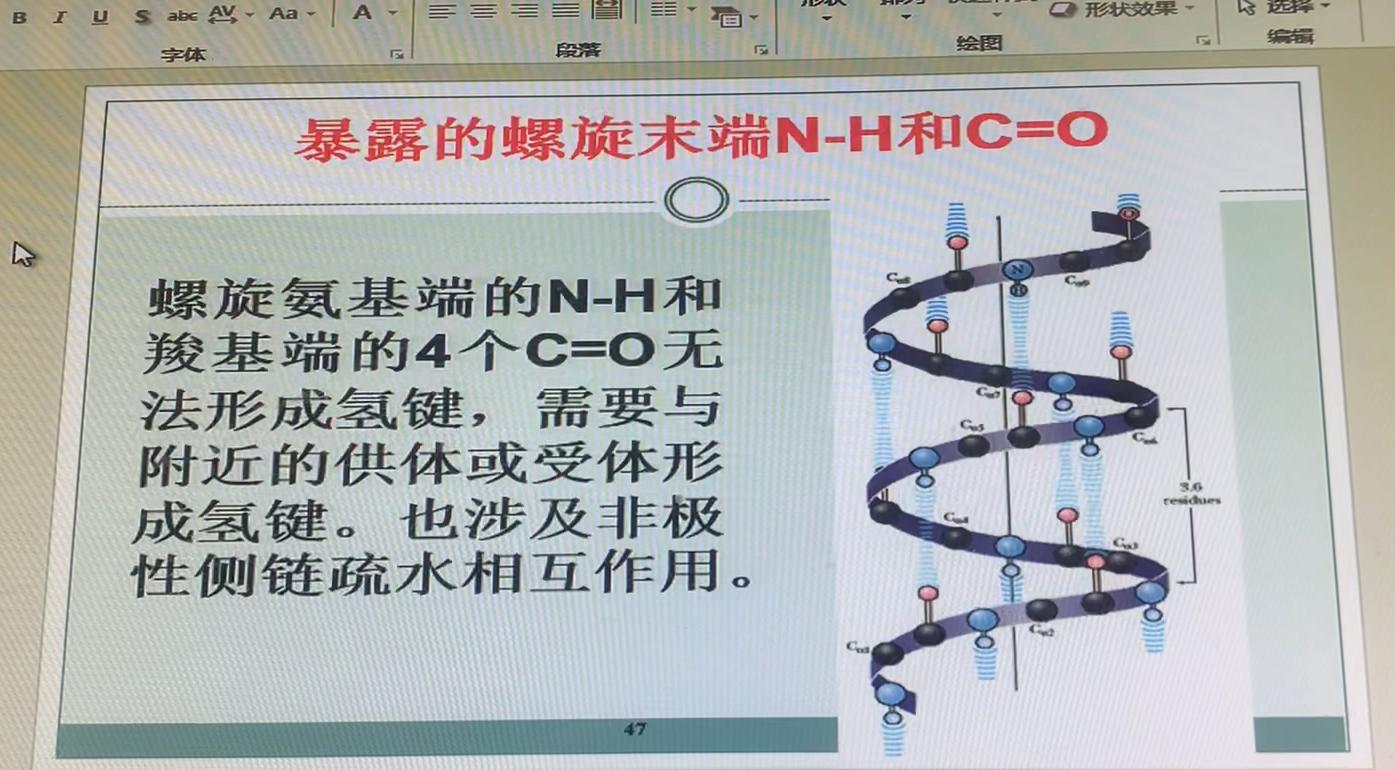 B I U S abc AV Aa A
形状效果
选择
字体
段落
绘图
编辑
暴露的螺旋末端N-H和C=O
螺旋氨基端的N-H和
羧基端的4个C=O无
法形成氢键，需要与
附近的供体或受体形
成氢键。也涉及非极
性侧链疏水相互作用。
N
H
3.6
residues
47